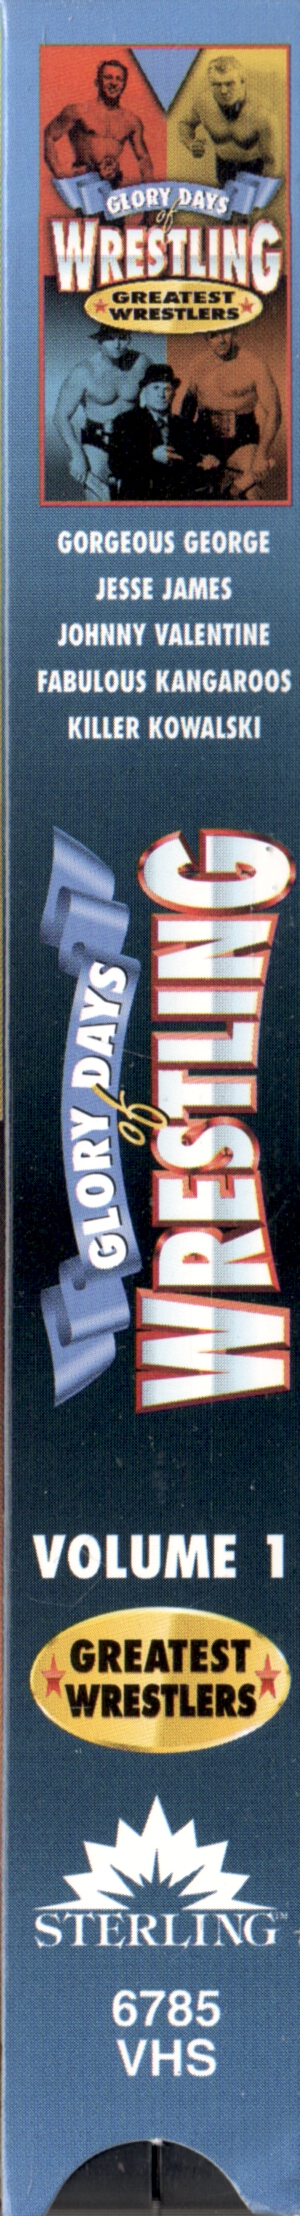 GLORY DAYS
of
WRESTLING
GREATEST
WRESTLERS
GORGEOUS GEORGE
JESSE JAMES
JOHNNY VALENTINE
FABULOUS KANGAROOS
KILLER KOWALSKI
GLORY DAYS
of
WRESTLING
VOLUME 1
GREATEST
WRESTLERS
STERLING™
6785
VHS